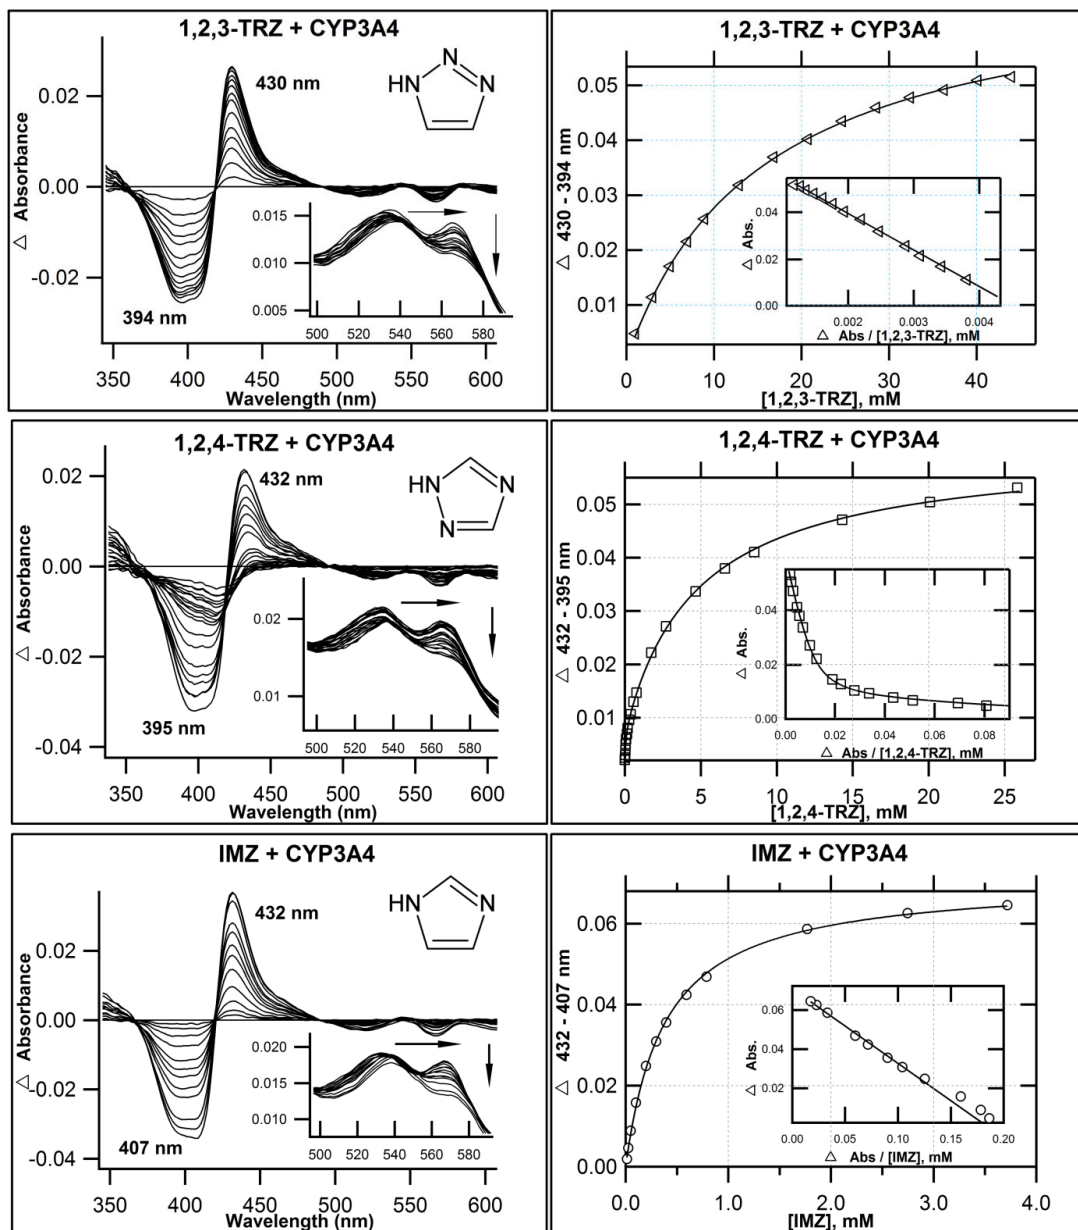 1,2,3-TRZ + CYP3A4
430 nm
HN N N
394 nm
△ Absorbance
0.02
0.00
-0.02
0.015
0.010
0.005
500 520 540 560 580
350 400 450 500 550 600
Wavelength (nm)
1,2,3-TRZ + CYP3A4
△ 430 - 394 nm
0.05
0.04
0.03
0.02
0.01
△ Abs.
0.04
0.02
0.00
0.002 0.003 0.004
△ Abs / [1,2,3-TRZ], mM
0 10 20 30 40
[1,2,3-TRZ], mM
1,2,4-TRZ + CYP3A4
432 nm
HN N N
395 nm
△ Absorbance
0.02
0.00
-0.02
-0.04
0.02
0.01
500 520 540 560 580
350 400 450 500 550 600
Wavelength (nm)
1,2,4-TRZ + CYP3A4
△ 432 - 395 nm
0.05
0.04
0.03
0.02
0.01
△ Abs.
0.04
0.02
0.00
0.00 0.02 0.04 0.06 0.08
△ Abs / [1,2,4-TRZ], mM
0 5 10 15 20 25
[1,2,4-TRZ], mM
IMZ + CYP3A4
432 nm
HN N
407 nm
△ Absorbance
0.02
0.00
-0.02
-0.04
0.020
0.015
0.010
500 520 540 560 580
350 400 450 500 550 600
Wavelength (nm)
IMZ + CYP3A4
△ 432 - 407 nm
0.06
0.04
0.02
0.00
△ Abs.
0.06
0.04
0.02
0.00 0.05 0.10 0.15 0.20
△ Abs / [IMZ], mM
0.0 1.0 2.0 3.0 4.0
[IMZ], mM